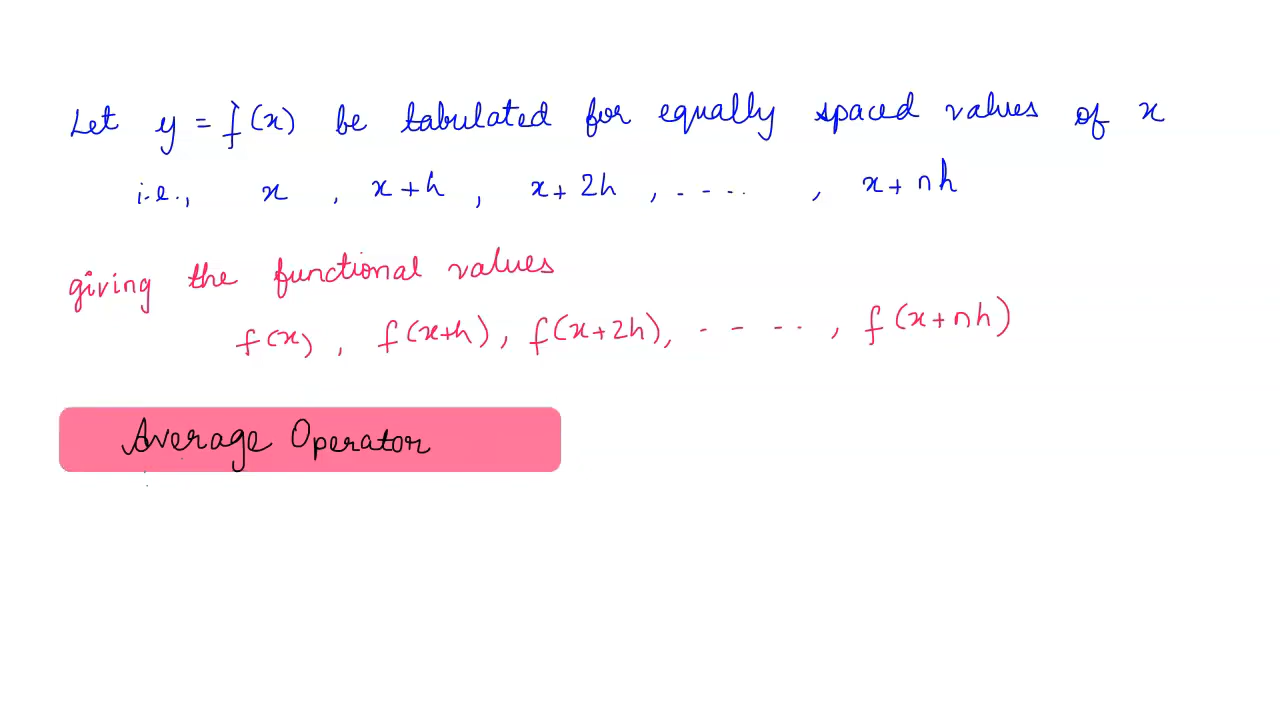 Let y = f(x) be tabulated for equally spaced values of x
i.e., x , x+h , x+2h , ..... , x+nh
giving the functional values
f(x) , f(x+h) , f(x+2h) , ..... , f(x+nh)
Average Operator